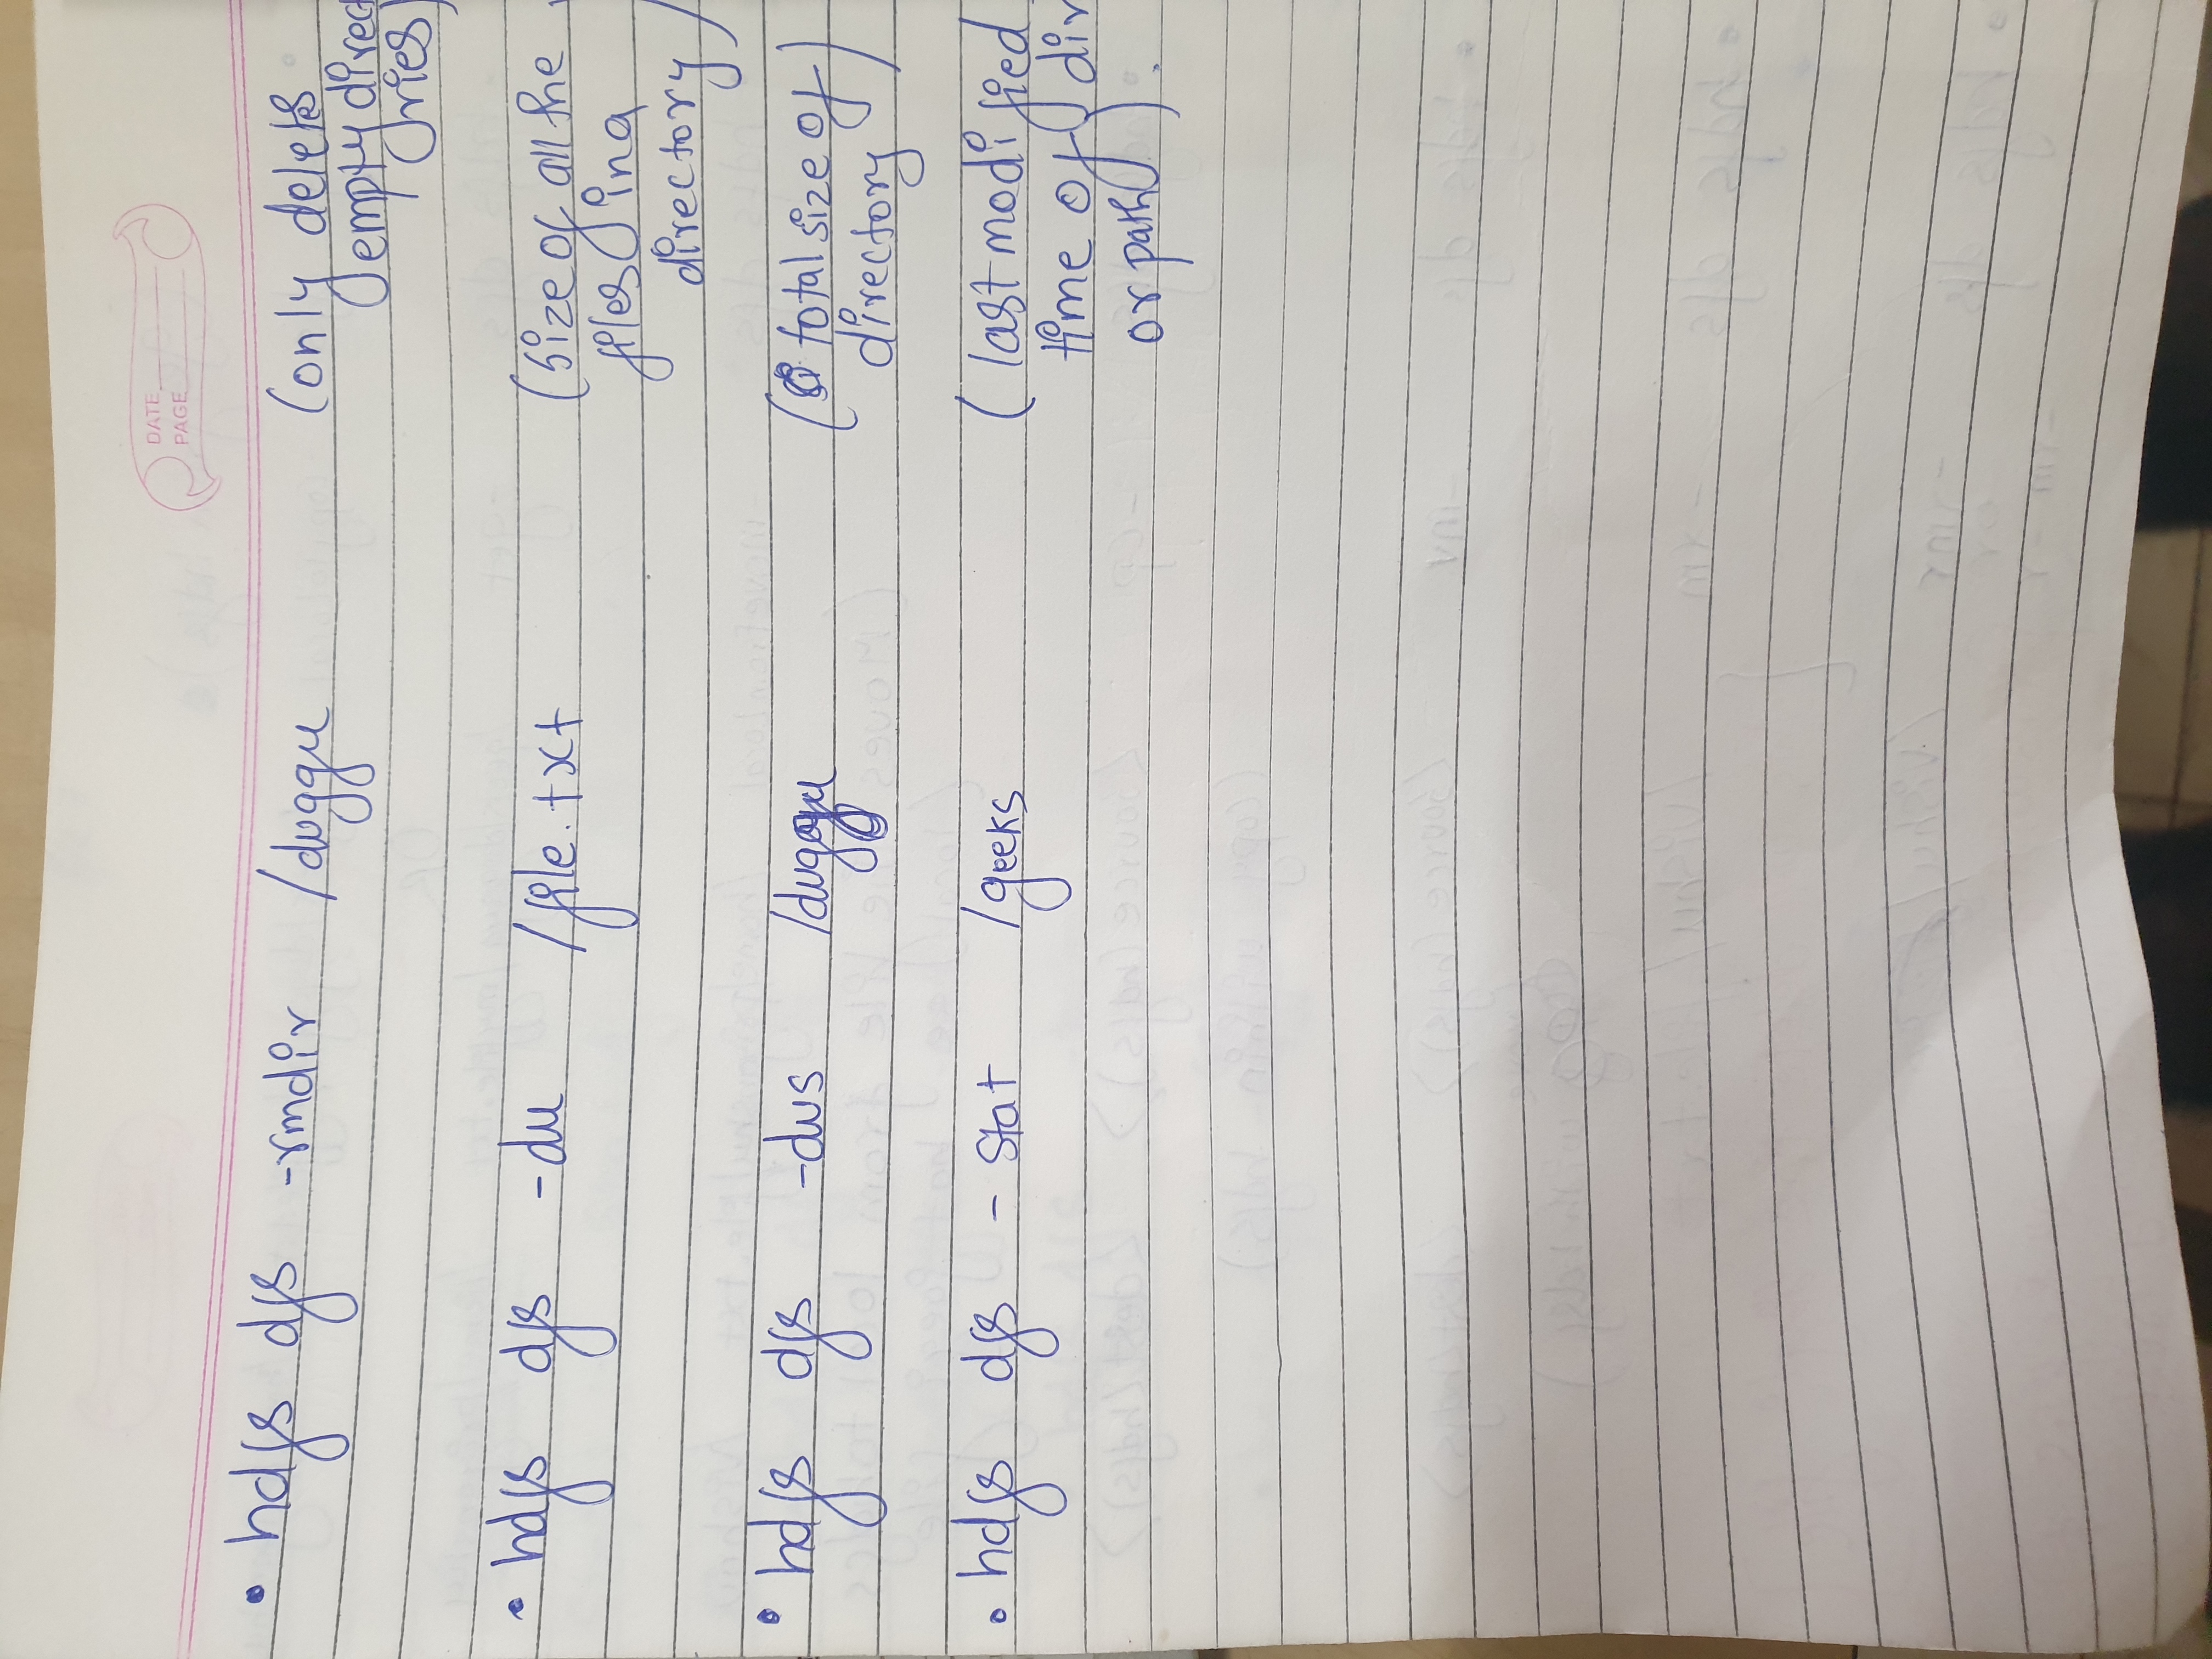 DATE
PAGE
• hdfs dfs -rmdir /duggu (only deletes
empty direct
ries)
• hdfs dfs -du /file.txt (size of all the
files in a
directory)
• hdfs dfs -dus /duggu (total size of
directory)
• hdfs dfs - stat /geeks (last modified
time of dir
or path).